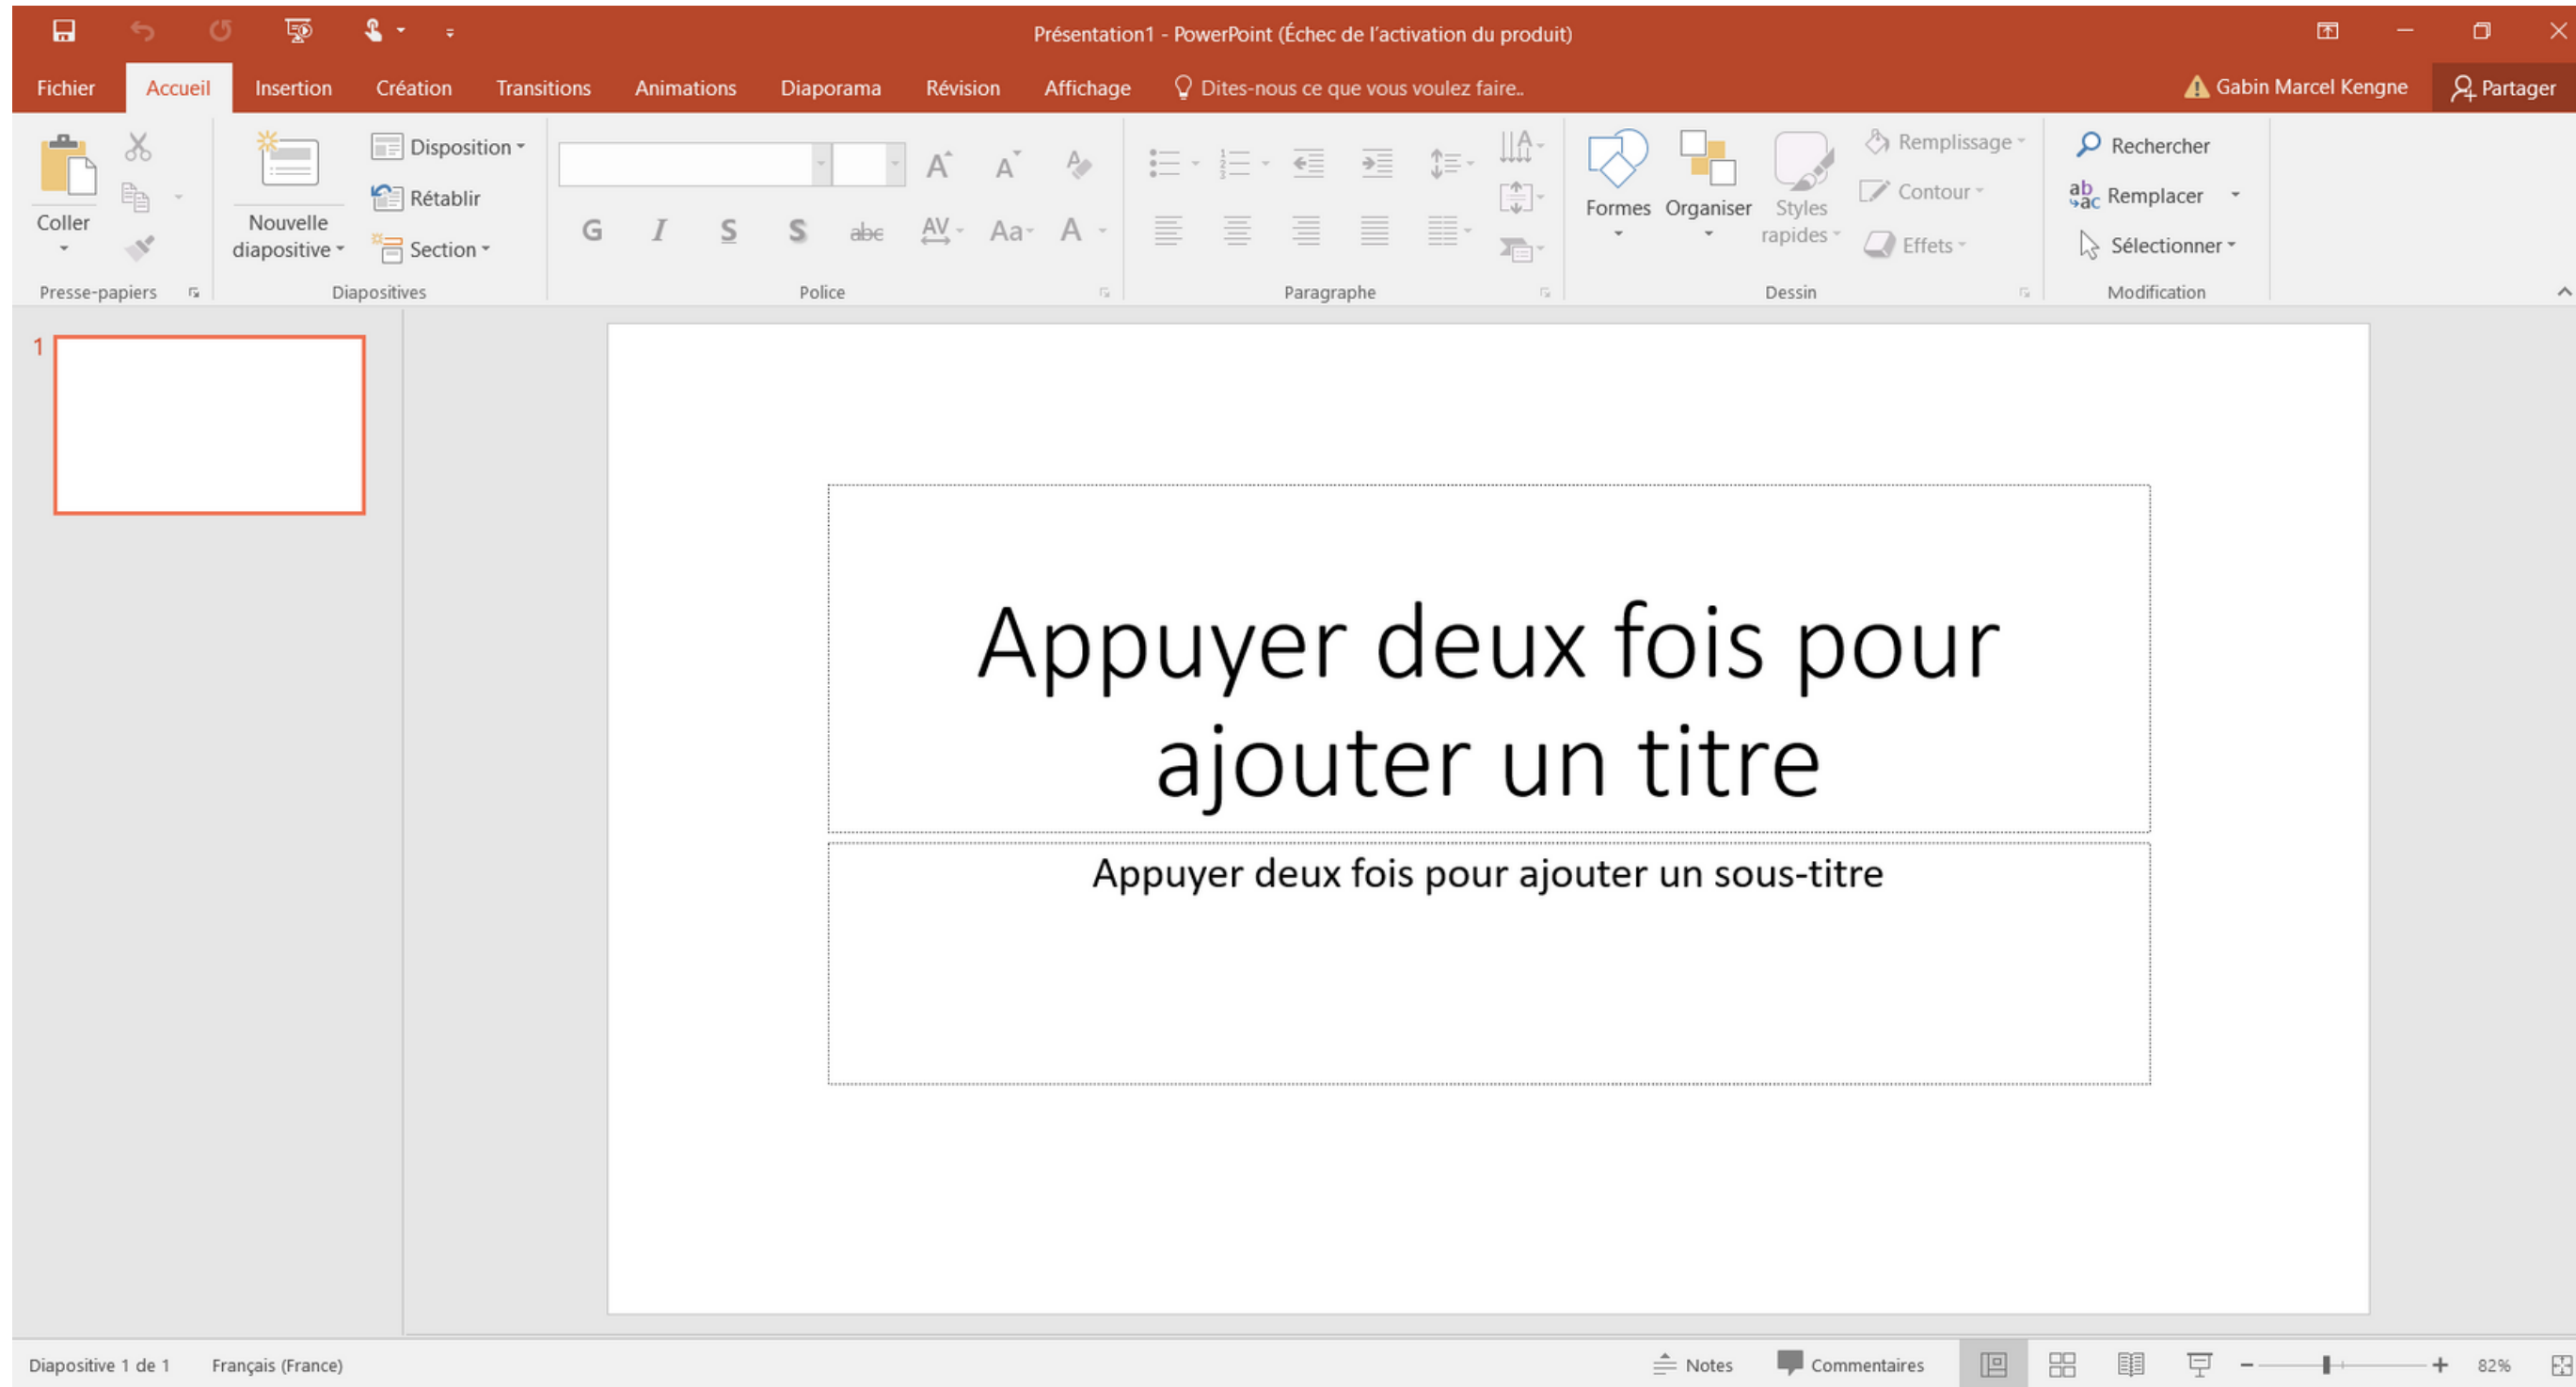 Présentation1 - PowerPoint (Échec de l'activation du produit)
Fichier Accueil Insertion Création Transitions Animations Diaporama Révision Affichage Dites-nous ce que vous voulez faire.. Gabin Marcel Kengne Partager
Coller
Presse-papiers
Nouvelle
diapositive
Disposition
Rétablir
Section
Diapositives
G I S S abc AV Aa A
Police
Paragraphe
Formes Organiser Styles
rapides
Remplissage
Contour
Effets
Dessin
Rechercher
Remplacer
Sélectionner
Modification
1
Appuyer deux fois pour
ajouter un titre
Appuyer deux fois pour ajouter un sous-titre
Diapositive 1 de 1 Français (France) Notes Commentaires 82%